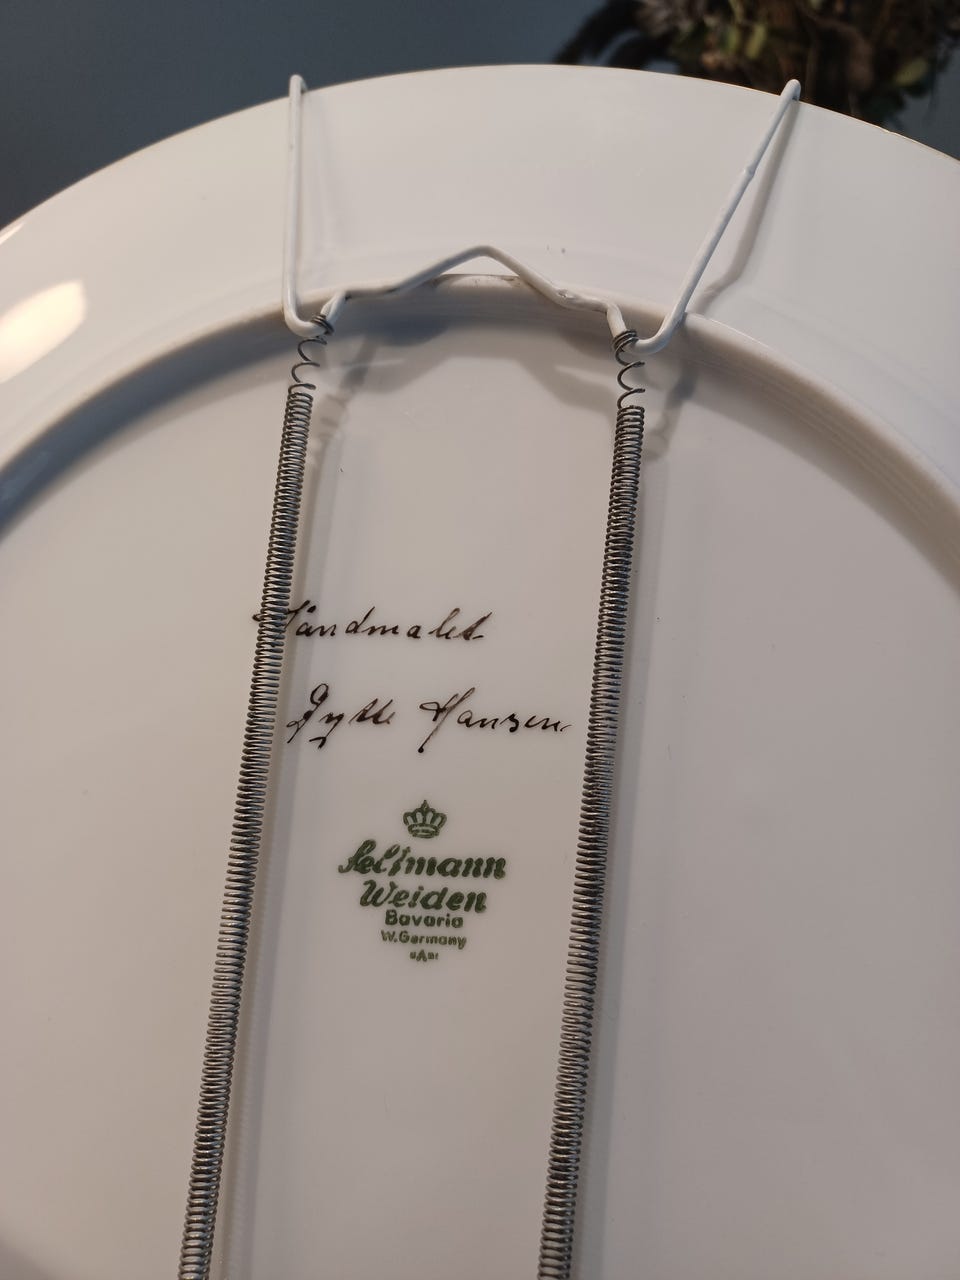 Håndmalet
Jytte Hansen
Seltmann
Weiden
Bavaria
W.Germany